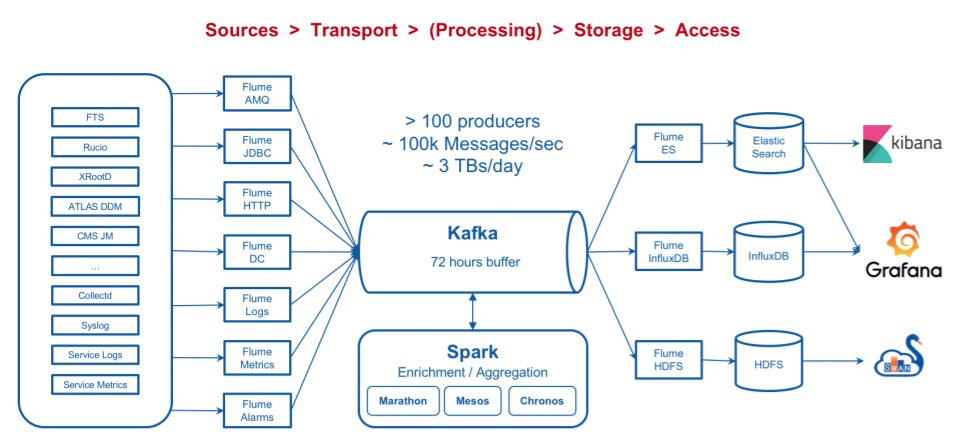 Sources > Transport > (Processing) > Storage > Access
FTS
Rucio
XRootD
ATLAS DDM
CMS JM
...
Collectd
Syslog
Service Logs
Service Metrics
Flume
AMQ
Flume
JDBC
Flume
HTTP
Flume
DC
Flume
Logs
Flume
Metrics
Flume
Alarms
> 100 producers
~ 100k Messages/sec
~ 3 TBs/day
Kafka
72 hours buffer
Spark
Enrichment / Aggregation
Marathon
Mesos
Chronos
Flume
ES
Flume
InfluxDB
Flume
HDFS
Elastic
Search
InfluxDB
HDFS
kibana
Grafana
SWAN